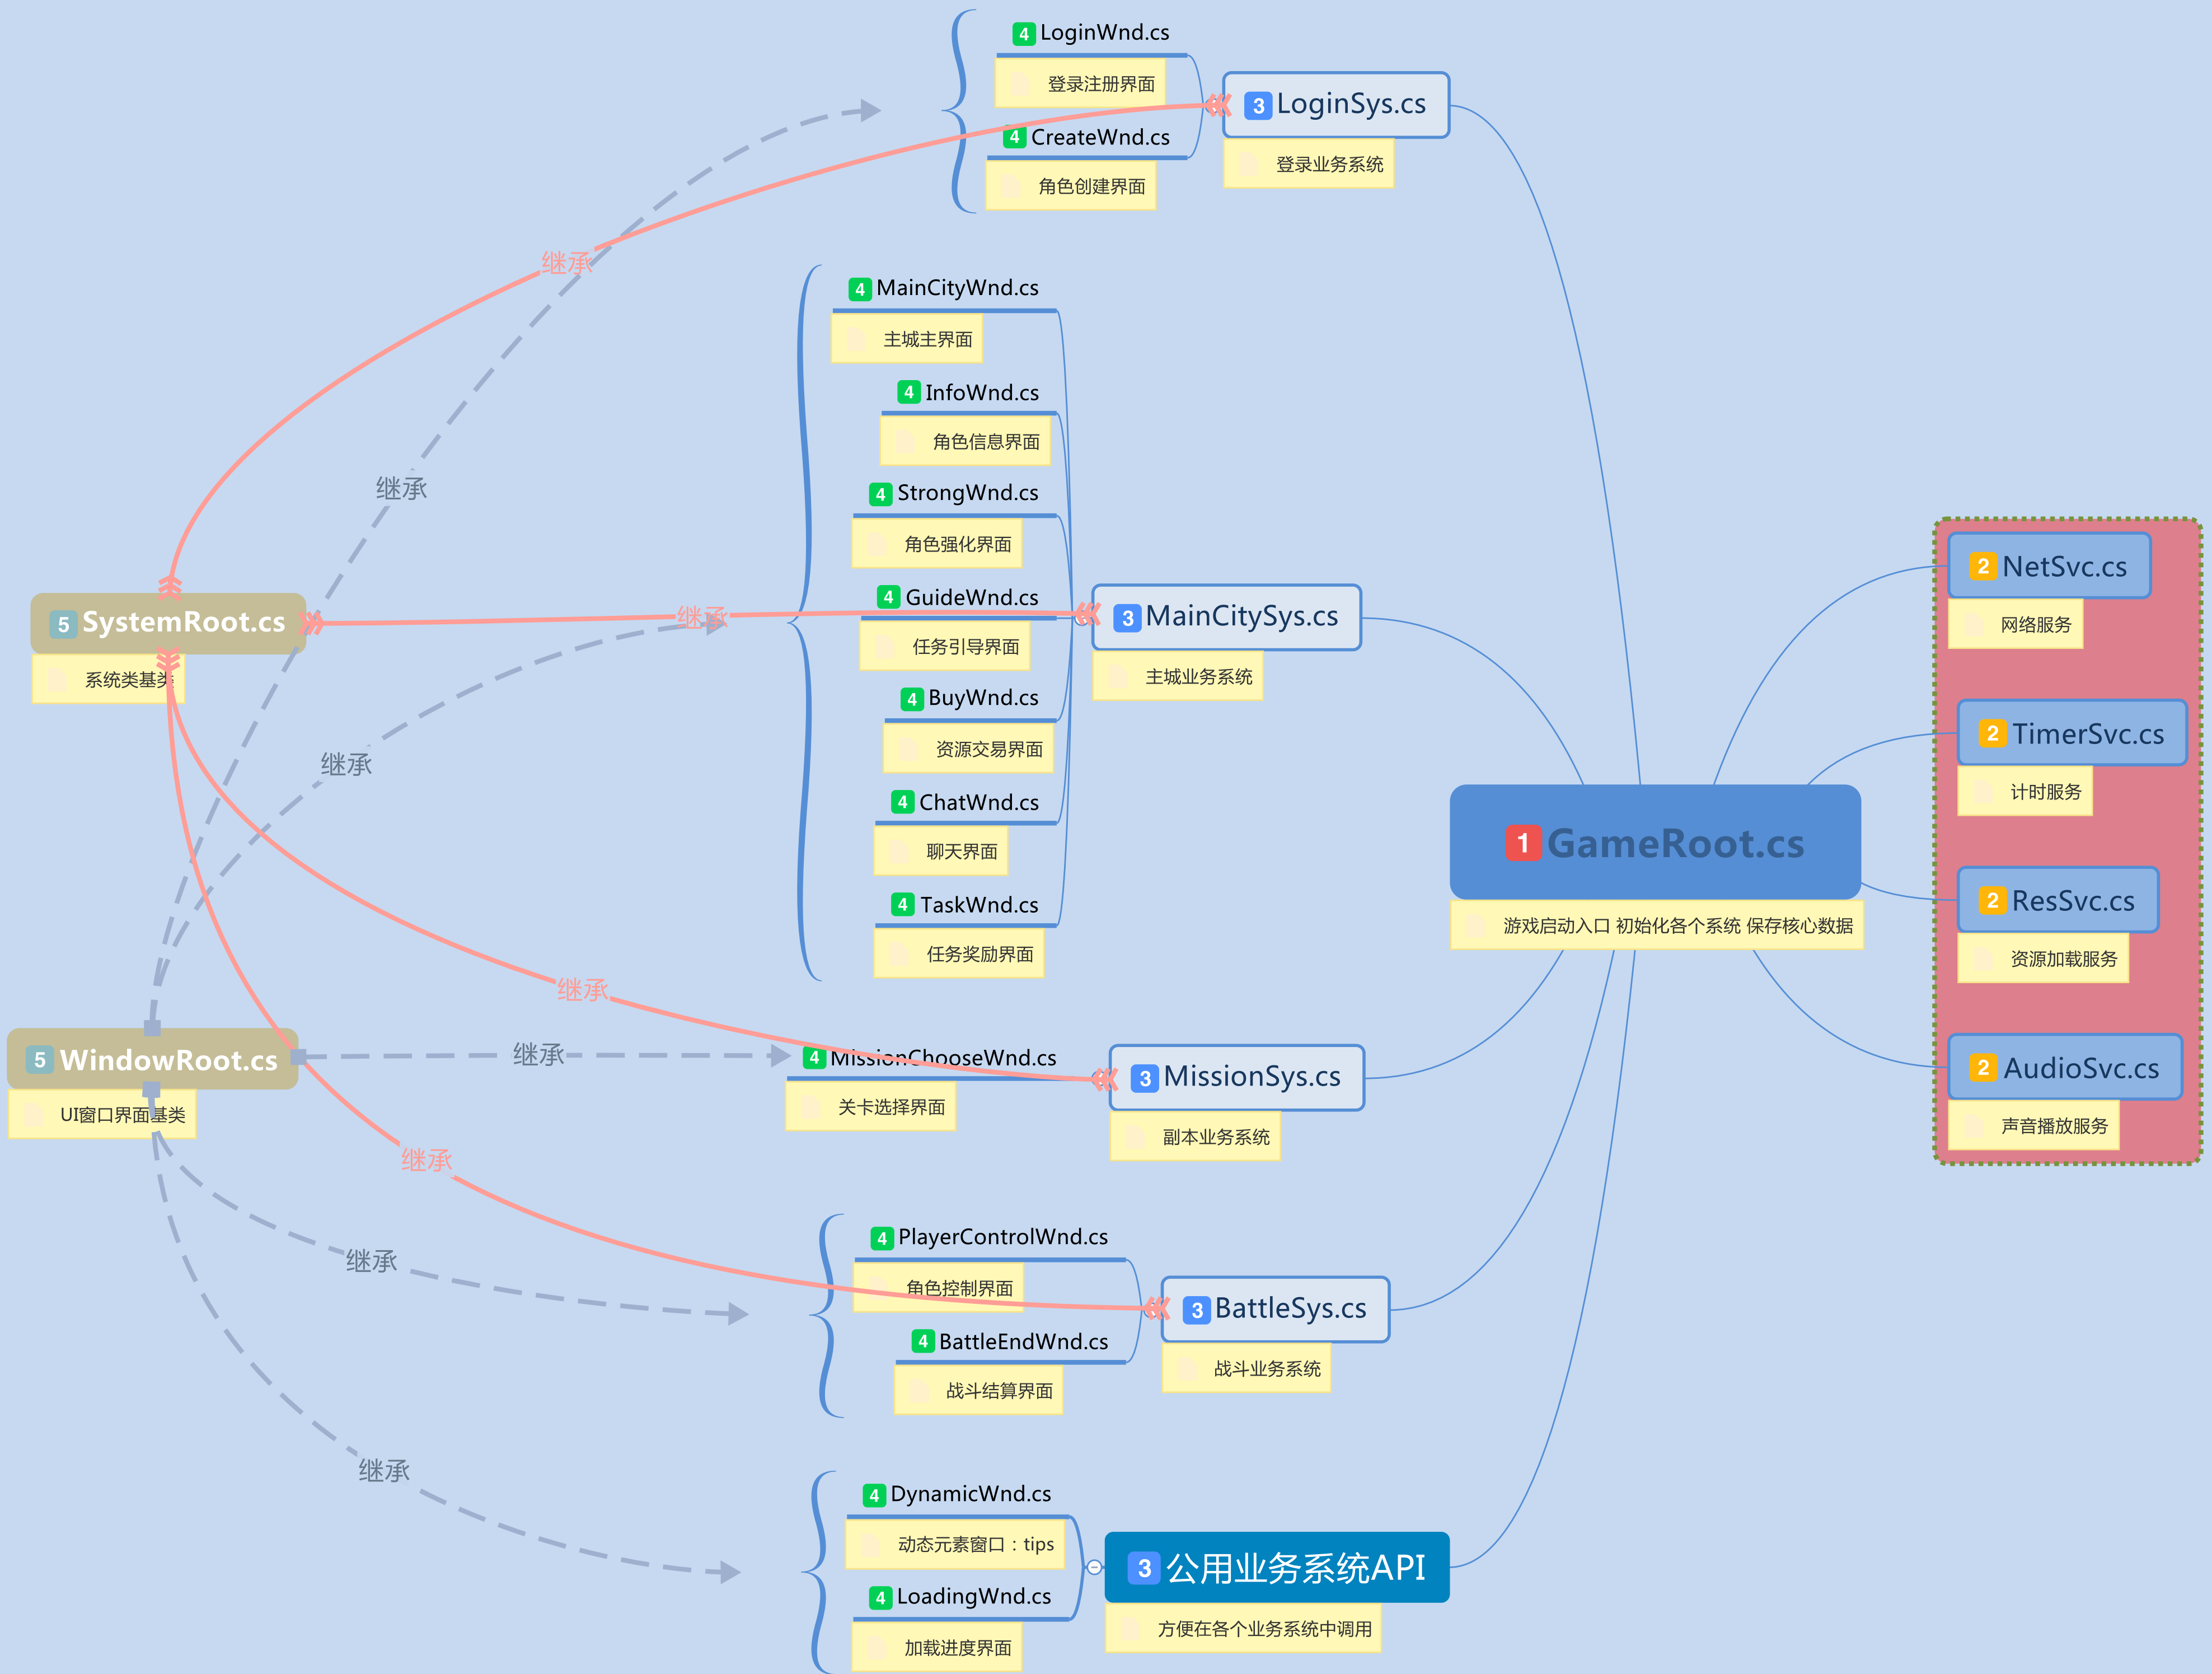 4 LoginWnd.cs
登录注册界面
4 CreateWnd.cs
角色创建界面
3 LoginSys.cs
登录业务系统
继承
继承
4 MainCityWnd.cs
主城主界面
4 InfoWnd.cs
角色信息界面
4 StrongWnd.cs
角色强化界面
4 GuideWnd.cs
任务引导界面
4 BuyWnd.cs
资源交易界面
4 ChatWnd.cs
聊天界面
4 TaskWnd.cs
任务奖励界面
3 MainCitySys.cs
主城业务系统
5 SystemRoot.cs
系统类基类
继承
继承
1 GameRoot.cs
游戏启动入口 初始化各个系统 保存核心数据
2 NetSvc.cs
网络服务
2 TimerSvc.cs
计时服务
2 ResSvc.cs
资源加载服务
2 AudioSvc.cs
声音播放服务
继承
5 WindowRoot.cs
UI窗口界面基类
继承
4 MissionChooseWnd.cs
关卡选择界面
3 MissionSys.cs
副本业务系统
继承
继承
4 PlayerControlWnd.cs
角色控制界面
4 BattleEndWnd.cs
战斗结算界面
3 BattleSys.cs
战斗业务系统
继承
4 DynamicWnd.cs
动态元素窗口：tips
4 LoadingWnd.cs
加载进度界面
3 公用业务系统API
方便在各个业务系统中调用